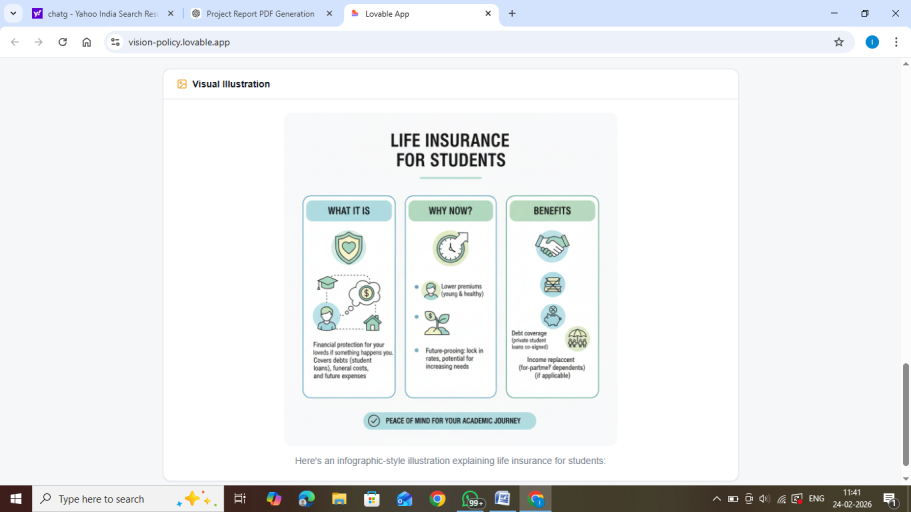 chatg - Yahoo India Search Res
Project Report PDF Generation
Lovable App
vision-policy.lovable.app
I
Visual Illustration
LIFE INSURANCE
FOR STUDENTS
WHAT IT IS
Financial protection for your
loveds if something happens you.
Covers debts (student
loans), funeral costs,
and future expenses
WHY NOW?
Lower premiums
(young & healthy)
Future-prooing: lock in
rates, potential for
increasing needs
BENEFITS
Debt coverage
(private student
loans co-signed)
Income replaccent
(for-partme? dependents)
(if applicable)
PEACE OF MIND FOR YOUR ACADEMIC JOURNEY
Here's an infographic-style illustration explaining life insurance for students:
Type here to search
99+
ENG
11:41
24-02-2026
1